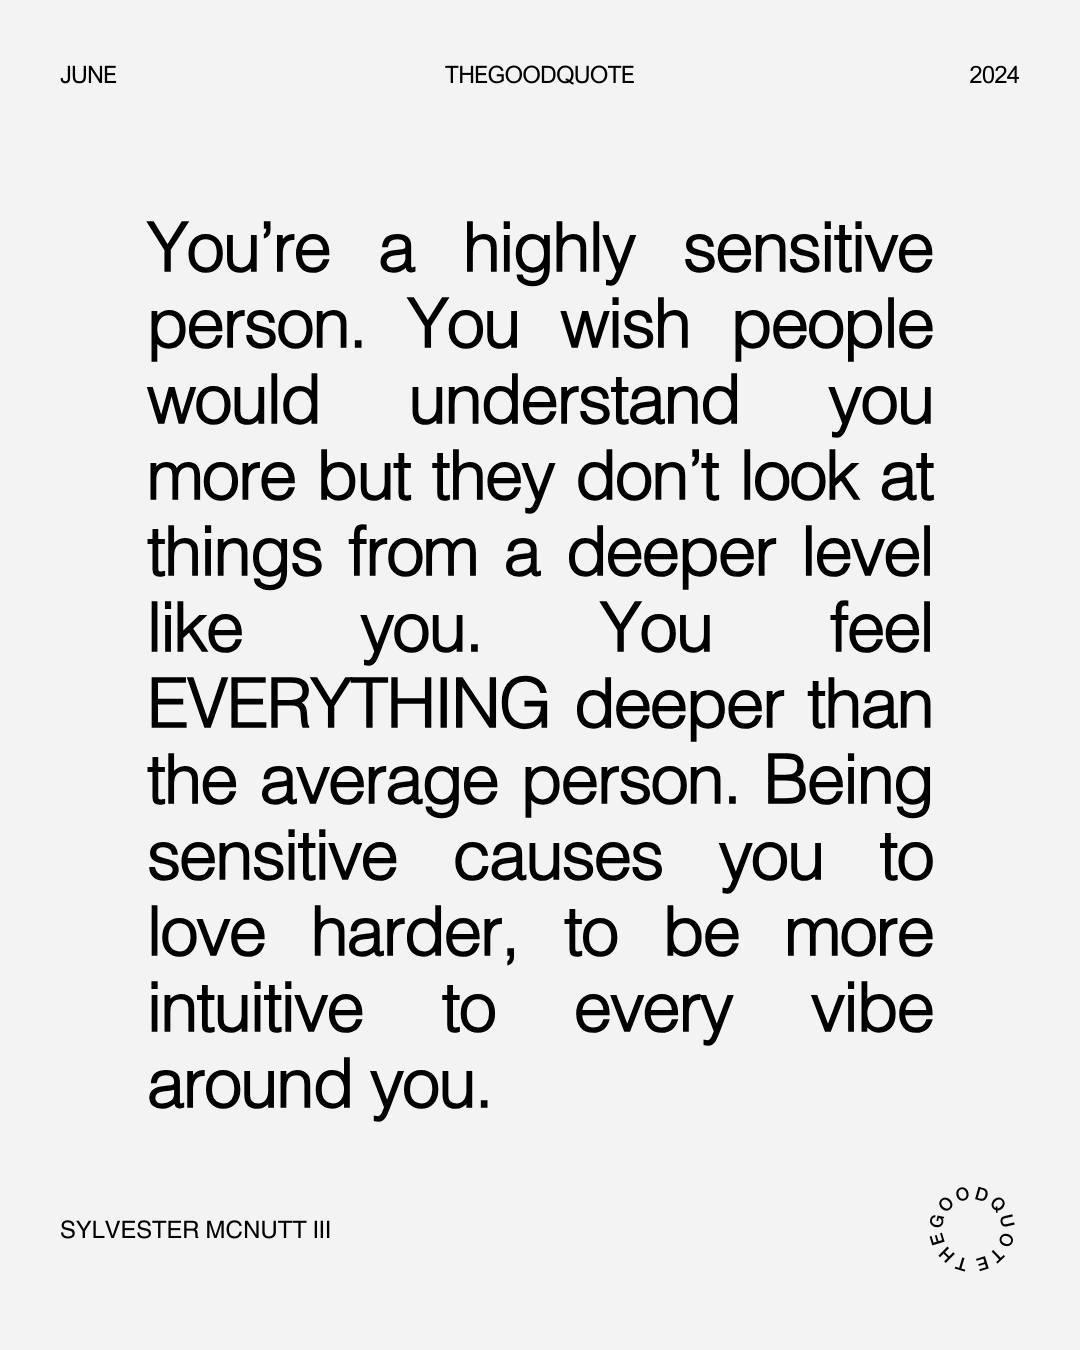 JUNE THEGOODQUOTE 2024
You’re a highly sensitive
person. You wish people
would understand you
more but they don’t look at
things from a deeper level
like you. You feel
EVERYTHING deeper than
the average person. Being
sensitive causes you to
love harder, to be more
intuitive to every vibe
around you.
SYLVESTER MCNUTT III
THEGOODQUOTE